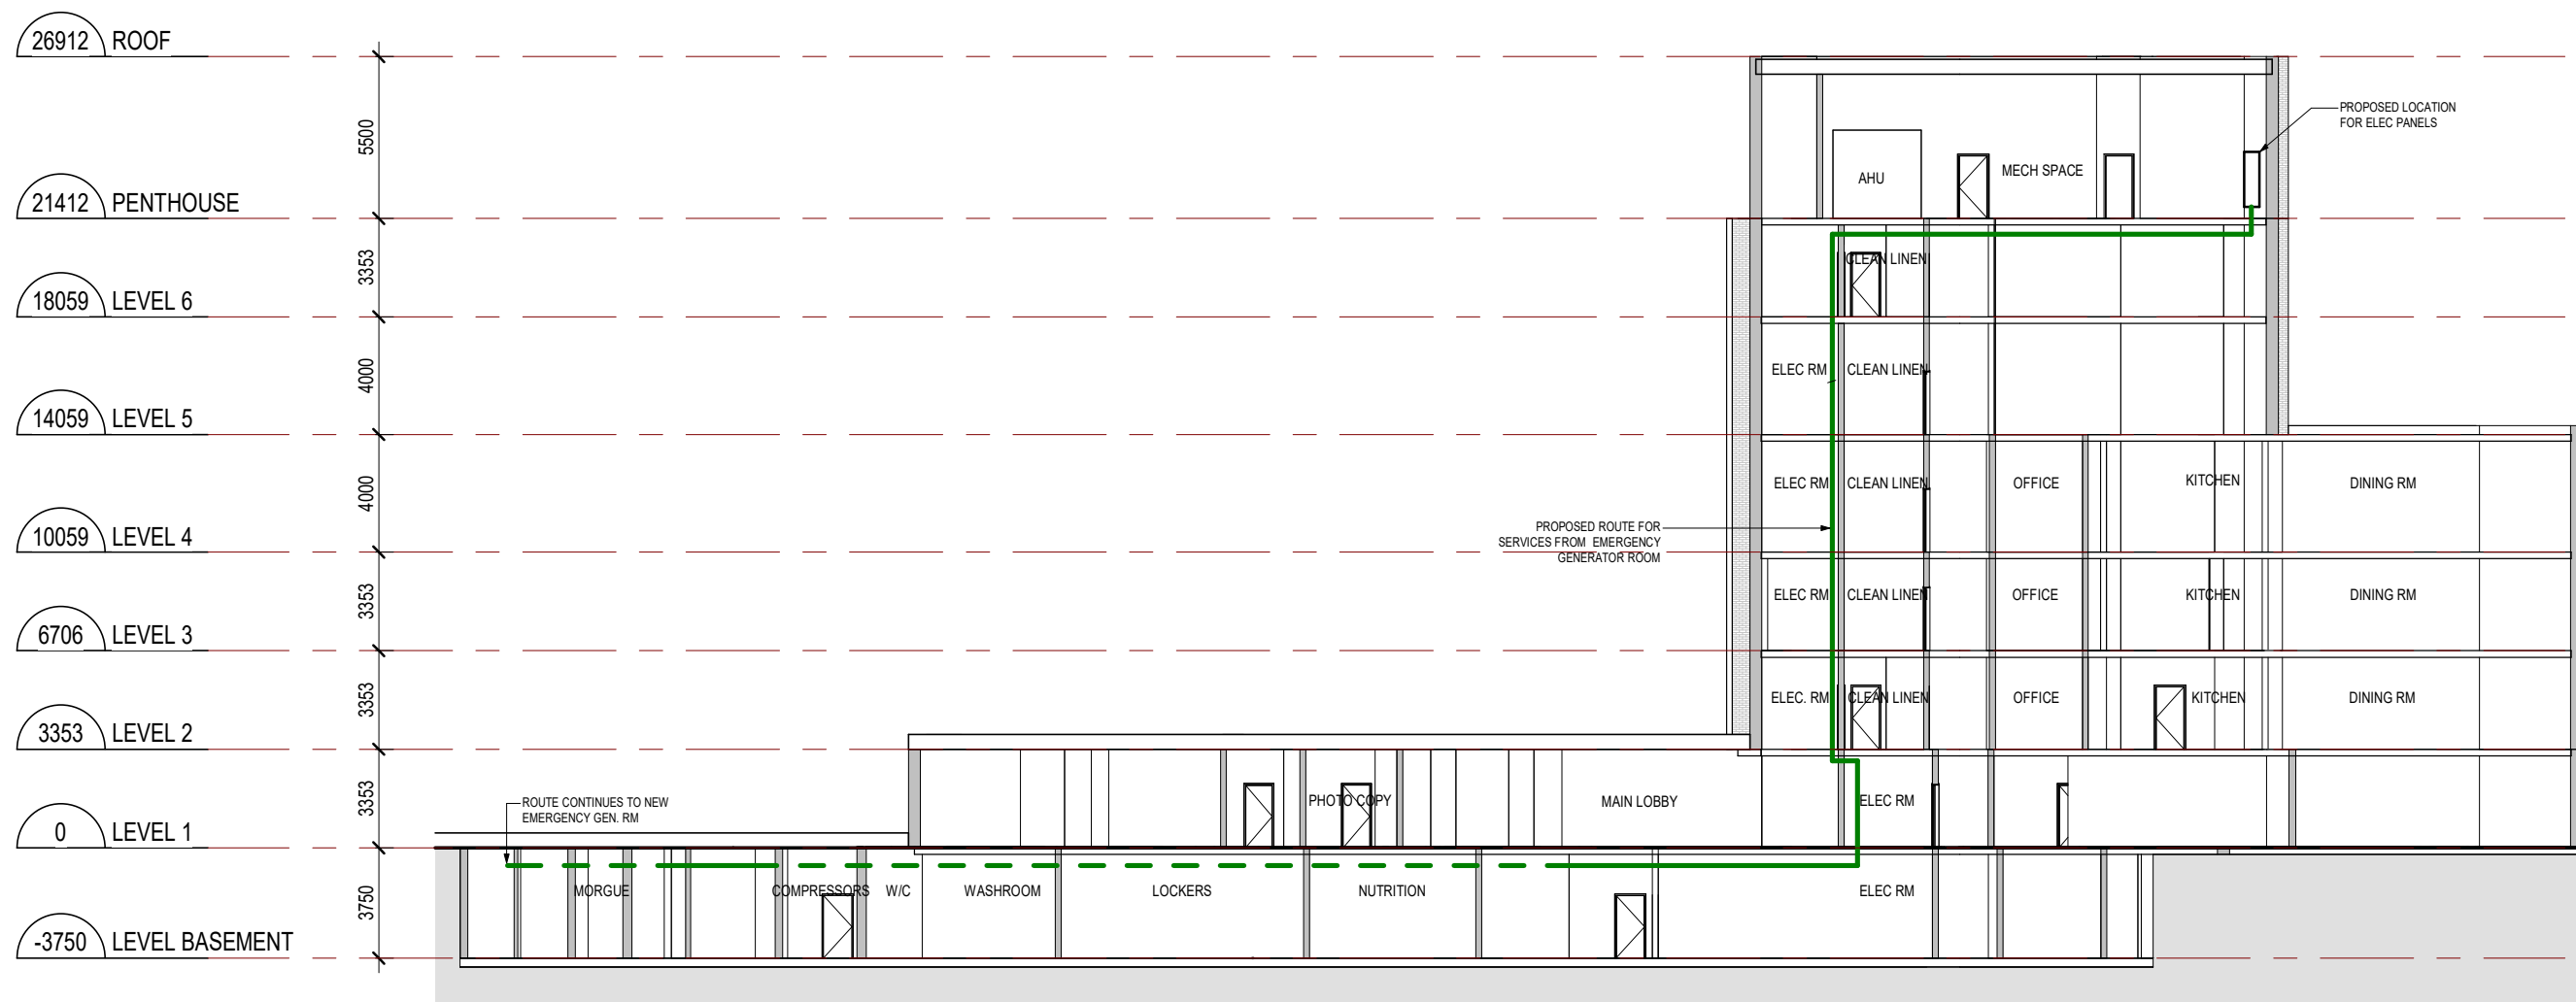 26912 ROOF
5500
21412 PENTHOUSE
3353
18059 LEVEL 6
4000
14059 LEVEL 5
4000
10059 LEVEL 4
3353
6706 LEVEL 3
3353
3353 LEVEL 2
3353
0 LEVEL 1
3750
-3750 LEVEL BASEMENT
PROPOSED LOCATION
FOR ELEC PANELS
AHU
MECH SPACE
CLEAN LINEN
ELEC RM
CLEAN LINEN
ELEC RM
CLEAN LINEN
OFFICE
KITCHEN
DINING RM
PROPOSED ROUTE FOR
SERVICES FROM EMERGENCY
GENERATOR ROOM
ELEC RM
CLEAN LINEN
OFFICE
KITCHEN
DINING RM
ELEC. RM
CLEAN LINEN
OFFICE
KITCHEN
DINING RM
ROUTE CONTINUES TO NEW
EMERGENCY GEN. RM
PHOTO COPY
MAIN LOBBY
ELEC RM
MORGUE
COMPRESSORS
W/C
WASHROOM
LOCKERS
NUTRITION
ELEC RM